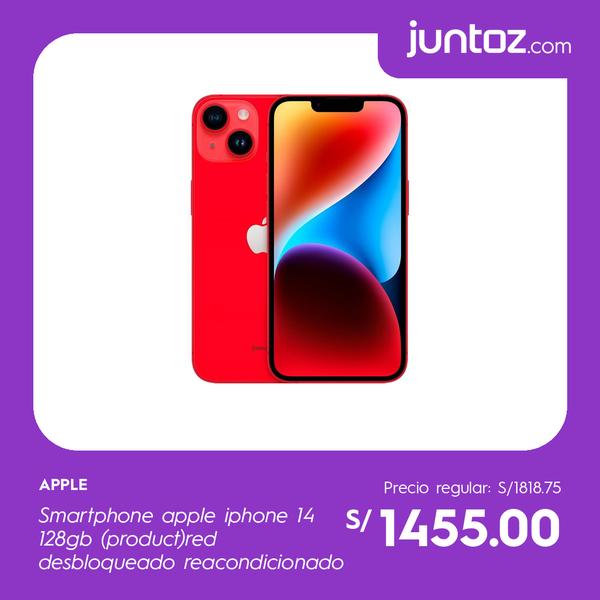 juntoz.com
APPLE
Precio regular: S/1818.75
Smartphone apple iphone 14
128gb (product)red
desbloqueado reacondicionado
S/1455.00